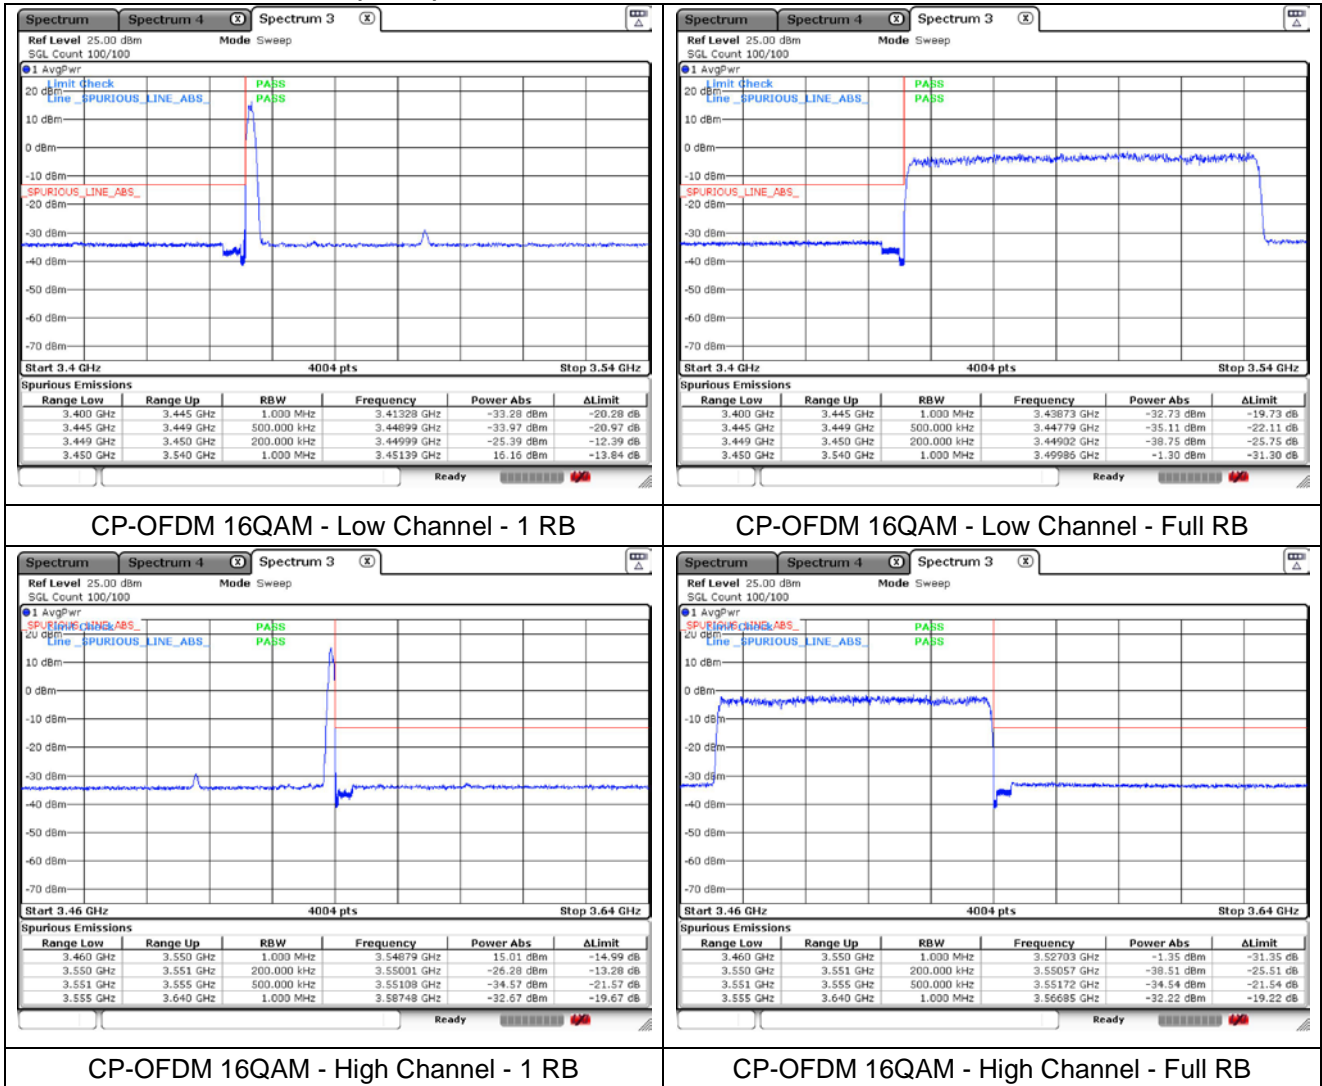 Spectrum Spectrum 4 Spectrum 3
Ref Level 25.00 dBm Mode Sweep
SGL Count 100/100
1 AvgPwr
Limit Check PASS
20 dBm
Line _SPURIOUS_LINE_ABS_ PASS
10 dBm
0 dBm
-10 dBm
_SPURIOUS_LINE_ABS_
-20 dBm
-30 dBm
-40 dBm
-50 dBm
-60 dBm
-70 dBm
Start 3.4 GHz 4004 pts Stop 3.54 GHz
Spurious Emissions
Range Low Range Up RBW Frequency Power Abs ΔLimit
3.400 GHz 3.445 GHz 1.000 MHz 3.41328 GHz -33.28 dBm -20.28 dB
3.445 GHz 3.449 GHz 500.000 kHz 3.44899 GHz -33.97 dBm -20.97 dB
3.449 GHz 3.450 GHz 200.000 kHz 3.44999 GHz -25.39 dBm -12.39 dB
3.450 GHz 3.540 GHz 1.000 MHz 3.45139 GHz 16.16 dBm -13.84 dB
Ready
CP-OFDM 16QAM - Low Channel - 1 RB
Spectrum Spectrum 4 Spectrum 3
Ref Level 25.00 dBm Mode Sweep
SGL Count 100/100
1 AvgPwr
Limit Check PASS
20 dBm
Line _SPURIOUS_LINE_ABS_ PASS
10 dBm
0 dBm
-10 dBm
_SPURIOUS_LINE_ABS_
-20 dBm
-30 dBm
-40 dBm
-50 dBm
-60 dBm
-70 dBm
Start 3.4 GHz 4004 pts Stop 3.54 GHz
Spurious Emissions
Range Low Range Up RBW Frequency Power Abs ΔLimit
3.400 GHz 3.445 GHz 1.000 MHz 3.43873 GHz -32.73 dBm -19.73 dB
3.445 GHz 3.449 GHz 500.000 kHz 3.44779 GHz -35.11 dBm -22.11 dB
3.449 GHz 3.450 GHz 200.000 kHz 3.44902 GHz -38.75 dBm -25.75 dB
3.450 GHz 3.540 GHz 1.000 MHz 3.49986 GHz -1.30 dBm -31.30 dB
Ready
CP-OFDM 16QAM - Low Channel - Full RB
Spectrum Spectrum 4 Spectrum 3
Ref Level 25.00 dBm Mode Sweep
SGL Count 100/100
1 AvgPwr
_SPURIOUS_LINE_ABS_
Limit Check PASS
20 dBm
Line _SPURIOUS_LINE_ABS_ PASS
10 dBm
0 dBm
-10 dBm
-20 dBm
-30 dBm
-40 dBm
-50 dBm
-60 dBm
-70 dBm
Start 3.46 GHz 4004 pts Stop 3.64 GHz
Spurious Emissions
Range Low Range Up RBW Frequency Power Abs ΔLimit
3.460 GHz 3.550 GHz 1.000 MHz 3.54879 GHz 15.01 dBm -14.99 dB
3.550 GHz 3.551 GHz 200.000 kHz 3.55001 GHz -26.28 dBm -13.28 dB
3.551 GHz 3.555 GHz 500.000 kHz 3.55108 GHz -34.57 dBm -21.57 dB
3.555 GHz 3.640 GHz 1.000 MHz 3.58748 GHz -32.67 dBm -19.67 dB
Ready
CP-OFDM 16QAM - High Channel - 1 RB
Spectrum Spectrum 4 Spectrum 3
Ref Level 25.00 dBm Mode Sweep
SGL Count 100/100
1 AvgPwr
_SPURIOUS_LINE_ABS_
Limit Check PASS
20 dBm
Line _SPURIOUS_LINE_ABS_ PASS
10 dBm
0 dBm
-10 dBm
-20 dBm
-30 dBm
-40 dBm
-50 dBm
-60 dBm
-70 dBm
Start 3.46 GHz 4004 pts Stop 3.64 GHz
Spurious Emissions
Range Low Range Up RBW Frequency Power Abs ΔLimit
3.460 GHz 3.550 GHz 1.000 MHz 3.52703 GHz -1.35 dBm -31.35 dB
3.550 GHz 3.551 GHz 200.000 kHz 3.55057 GHz -38.51 dBm -25.51 dB
3.551 GHz 3.555 GHz 500.000 kHz 3.55172 GHz -34.54 dBm -21.54 dB
3.555 GHz 3.640 GHz 1.000 MHz 3.56685 GHz -32.22 dBm -19.22 dB
Ready
CP-OFDM 16QAM - High Channel - Full RB